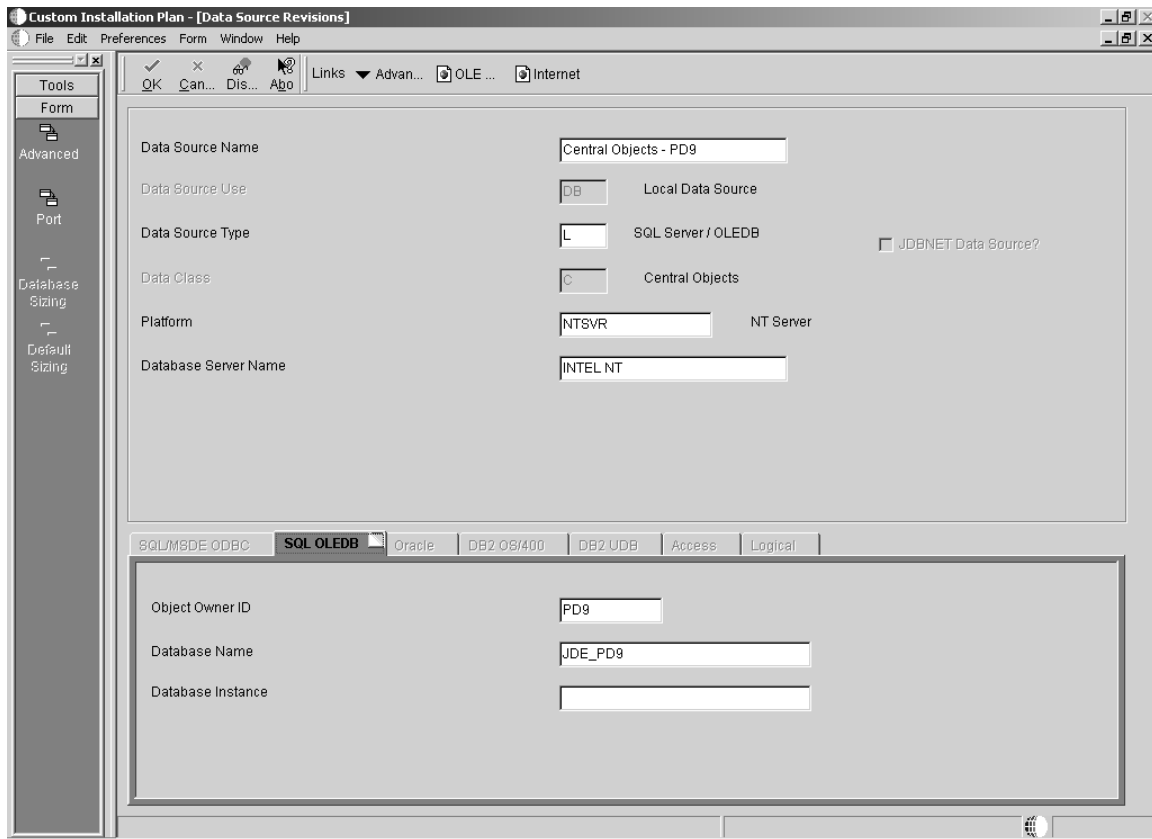 Custom Installation Plan - [Data Source Revisions]
File Edit Preferences Form Window Help
Tools
Form
Advanced
Port
Database Sizing
Default Sizing
OK Can... Dis... Abo Links Advan... OLE ... Internet
Data Source Name Central Objects - PD9
Data Source Use DB Local Data Source
Data Source Type L SQL Server / OLEDB
JDBNET Data Source?
Data Class C Central Objects
Platform NTSVR NT Server
Database Server Name INTEL NT
SQL/MSDE ODBC SQL OLEDB Oracle DB2 OS/400 DB2 UDB Access Logical
Object Owner ID PD9
Database Name JDE_PD9
Database Instance